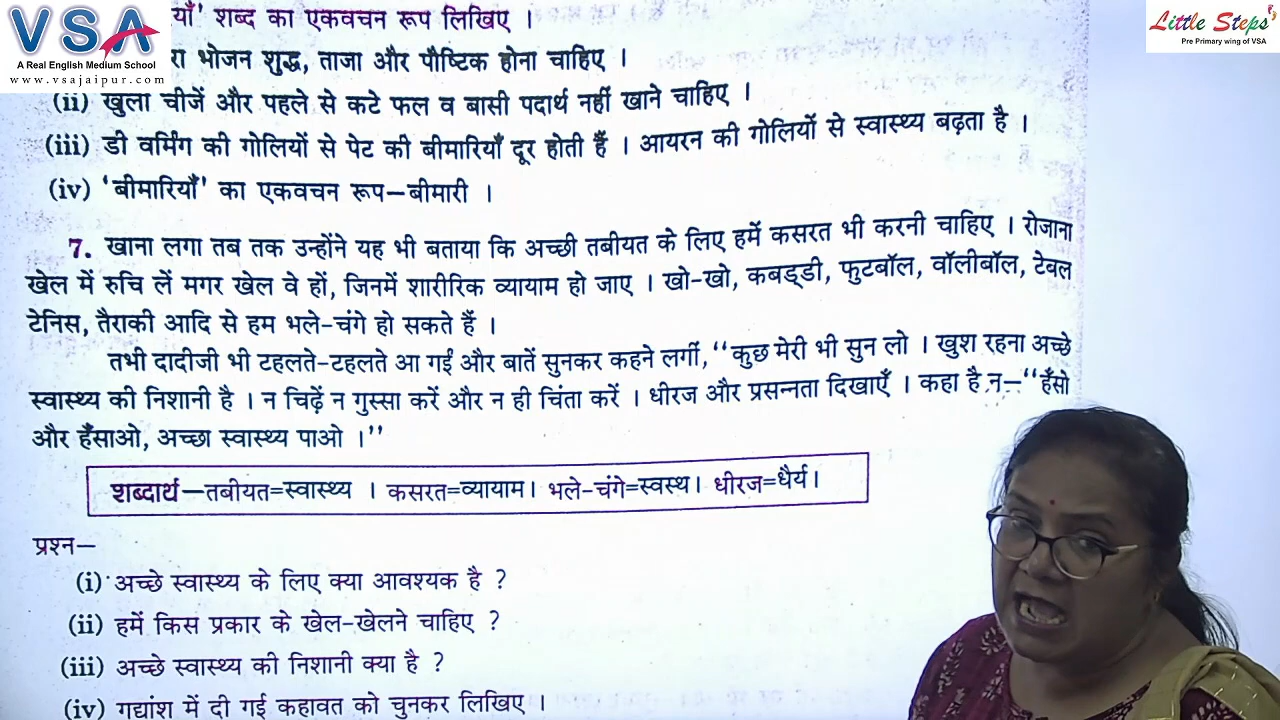 VSA
A Real English Medium School
www.vsajaipur.com
Little Steps
Pre Primary wing of VSA
याँ' शब्द का एकवचन रूप लिखिए ।
रा भोजन शुद्ध, ताजा और पौष्टिक होना चाहिए ।
(ii) खुली चीजें और पहले से कटे फल व बासी पदार्थ नहीं खाने चाहिए ।
(iii) डी वर्मिंग की गोलियों से पेट की बीमारियाँ दूर होती हैं । आयरन की गोलियों से स्वास्थ्य बढ़ता है ।
(iv) 'बीमारियाँ' का एकवचन रूप—बीमारी ।
7. खाना लगा तब तक उन्होंने यह भी बताया कि अच्छी तबीयत के लिए हमें कसरत भी करनी चाहिए । रोजाना
खेल में रुचि लें मगर खेल वे हों, जिनमें शारीरिक व्यायाम हो जाए । खो-खो, कबड्डी, फुटबॉल, वॉलीबॉल, टेबल
टेनिस, तैराकी आदि से हम भले-चंगे हो सकते हैं ।
तभी दादीजी भी टहलते-टहलते आ गईं और बातें सुनकर कहने लगीं, ‘‘कुछ मेरी भी सुन लो । खुश रहना अच्छे
स्वास्थ्य की निशानी है । न चिढ़ें न गुस्सा करें और न ही चिंता करें । धीरज और प्रसन्नता दिखाएँ । कहा है न—‘‘हँसो
और हँसाओ, अच्छा स्वास्थ्य पाओ ।’’
शब्दार्थ—तबीयत=स्वास्थ्य । कसरत=व्यायाम। भले-चंगे=स्वस्थ। धीरज=धैर्य।
प्रश्न—
(i) अच्छे स्वास्थ्य के लिए क्या आवश्यक है ?
(ii) हमें किस प्रकार के खेल-खेलने चाहिए ?
(iii) अच्छे स्वास्थ्य की निशानी क्या है ?
(iv) गद्यांश में दी गई कहावत को चुनकर लिखिए ।